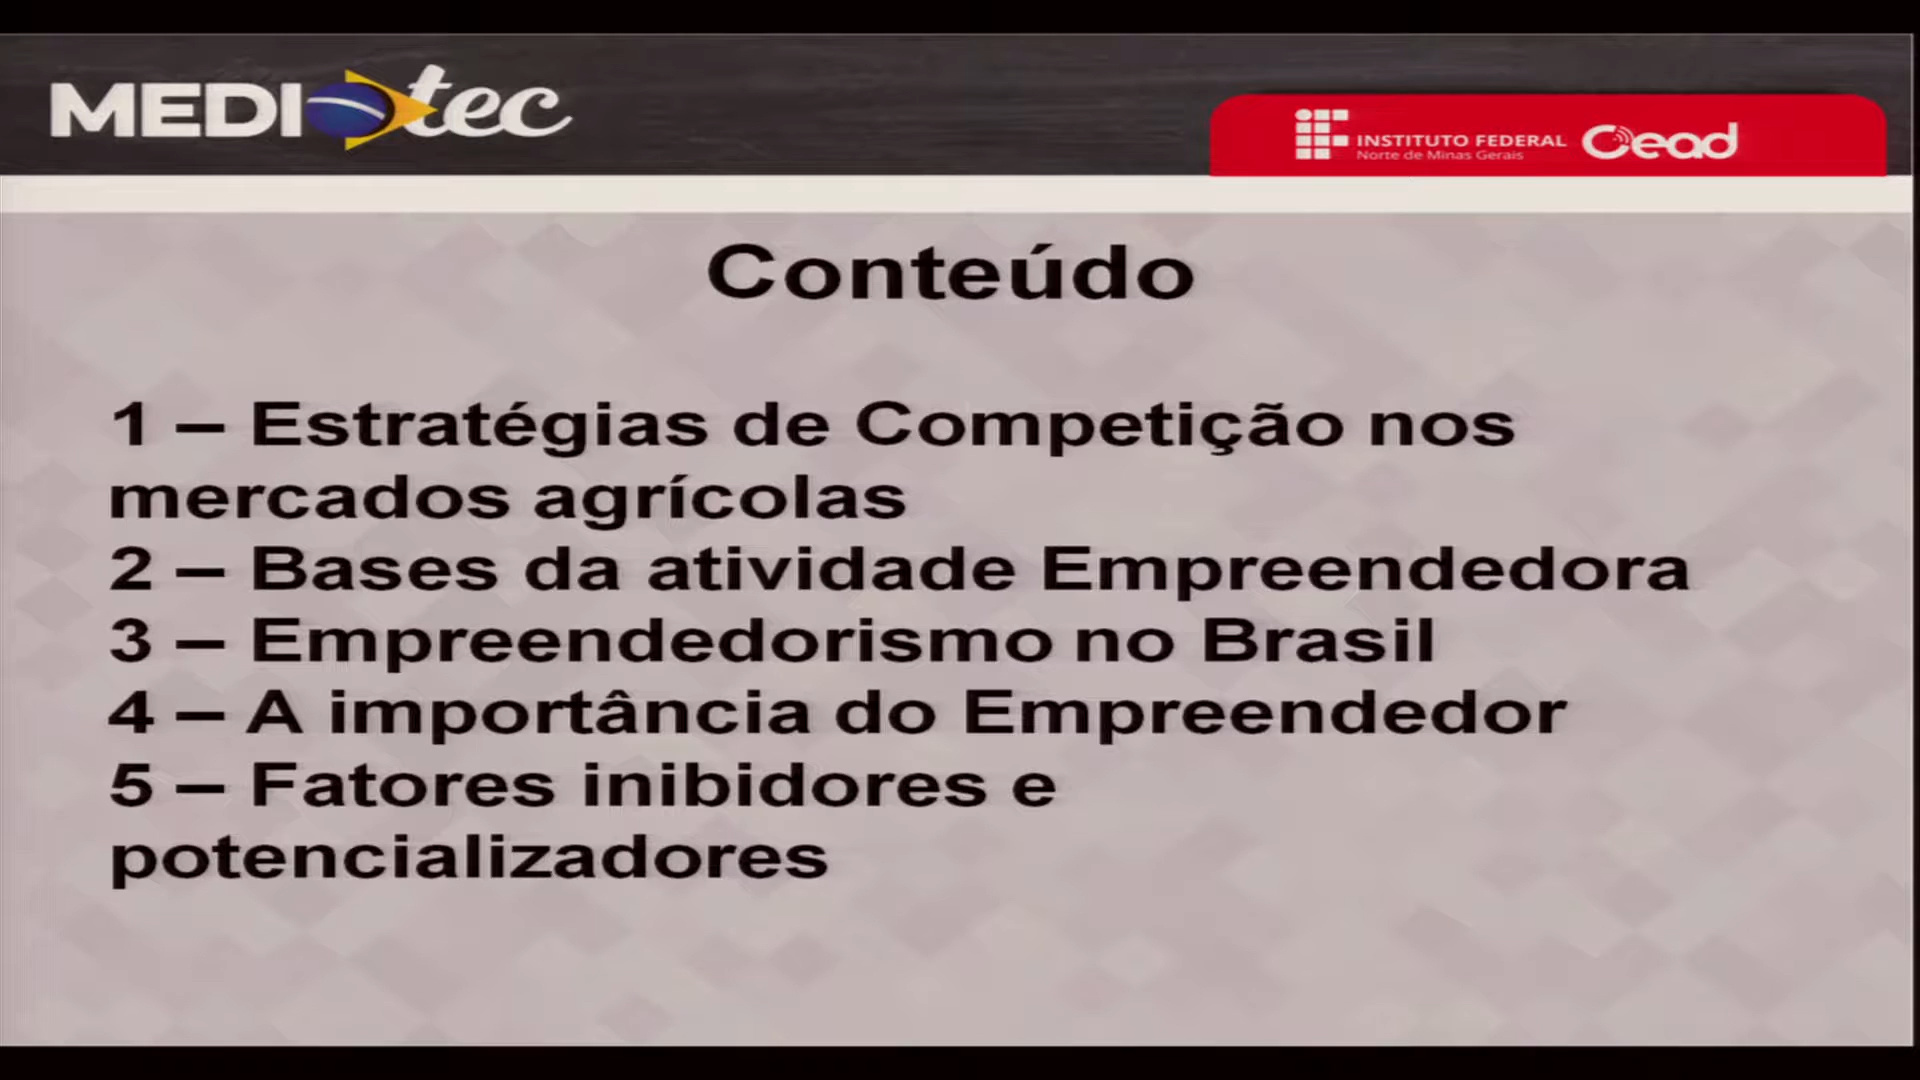 MEDIOtec
INSTITUTO FEDERAL
Norte de Minas Gerais
Cead
Conteúdo
1 – Estratégias de Competição nos
mercados agrícolas
2 – Bases da atividade Empreendedora
3 – Empreendedorismo no Brasil
4 – A importância do Empreendedor
5 – Fatores inibidores e
potencializadores